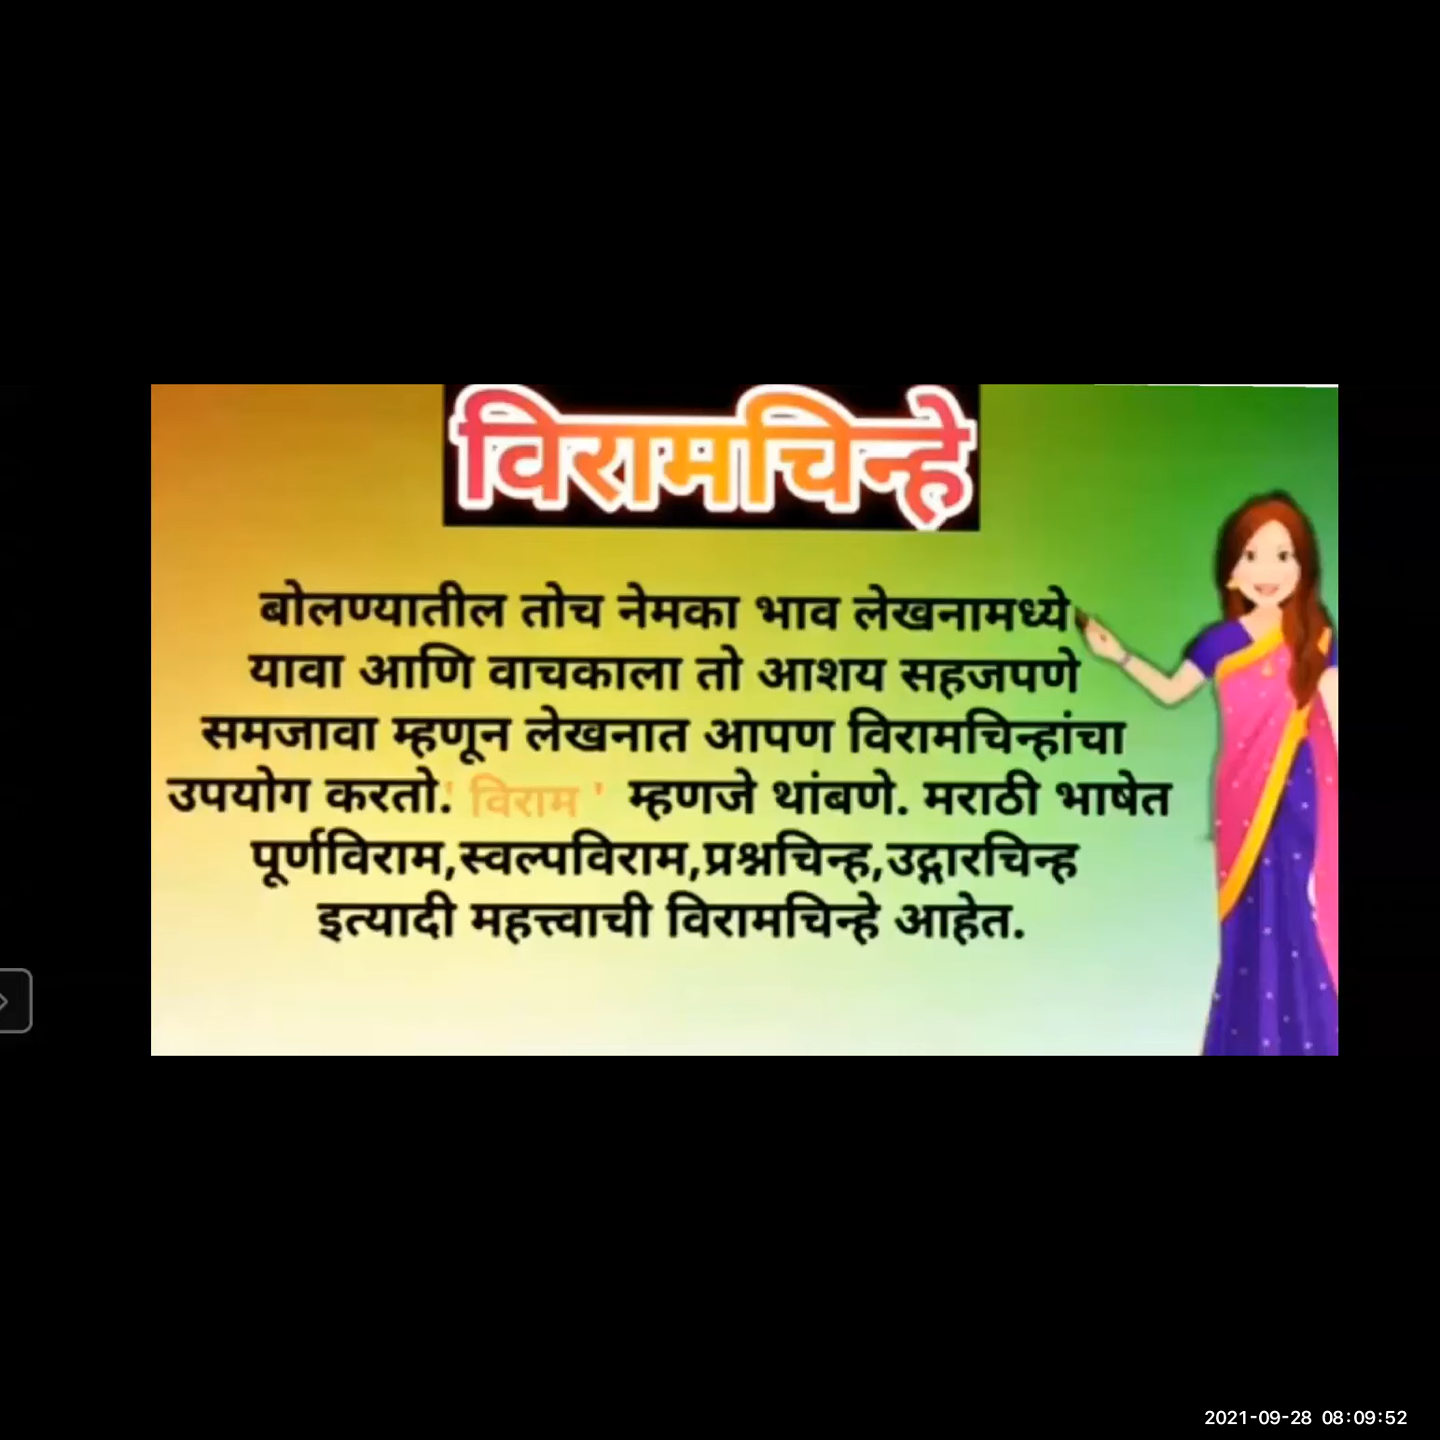 विरामचिन्हे
बोलण्यातील तोच नेमका भाव लेखनामध्ये
यावा आणि वाचकाला तो आशय सहजपणे
समजावा म्हणून लेखनात आपण विरामचिन्हांचा
उपयोग करतो.' विराम ' म्हणजे थांबणे. मराठी भाषेत
पूर्णविराम,स्वल्पविराम,प्रश्नचिन्ह,उद्गारचिन्ह
इत्यादी महत्त्वाची विरामचिन्हे आहेत.
2021-09-28 08:09:52